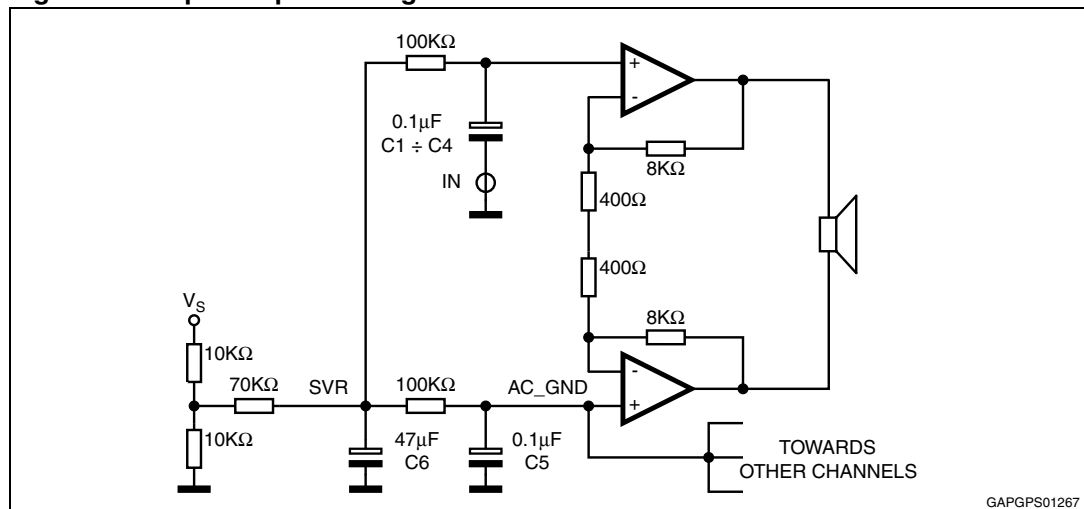 100KΩ
+
-
0.1µF
C1 ÷ C4
8KΩ
IN
400Ω
400Ω
VS
8KΩ
10KΩ
70KΩ
SVR
100KΩ
AC_GND
-
+
10KΩ
47µF
C6
0.1µF
C5
TOWARDS
OTHER CHANNELS
GAPGPS01267